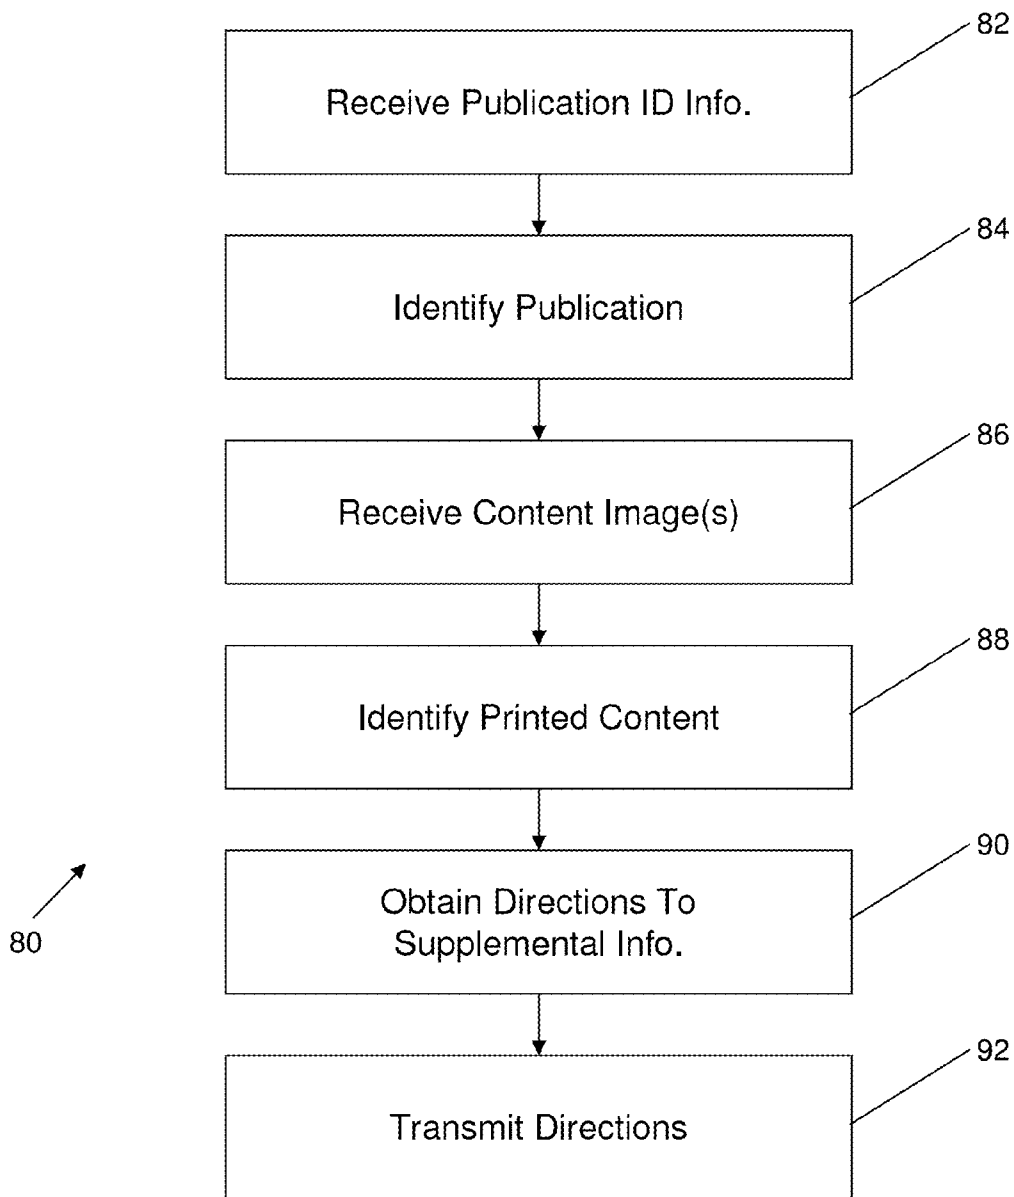 82
Receive Publication ID Info.
84
Identify Publication
86
Receive Content Image(s)
88
Identify Printed Content
90
Obtain Directions To
Supplemental Info.
80
92
Transmit Directions